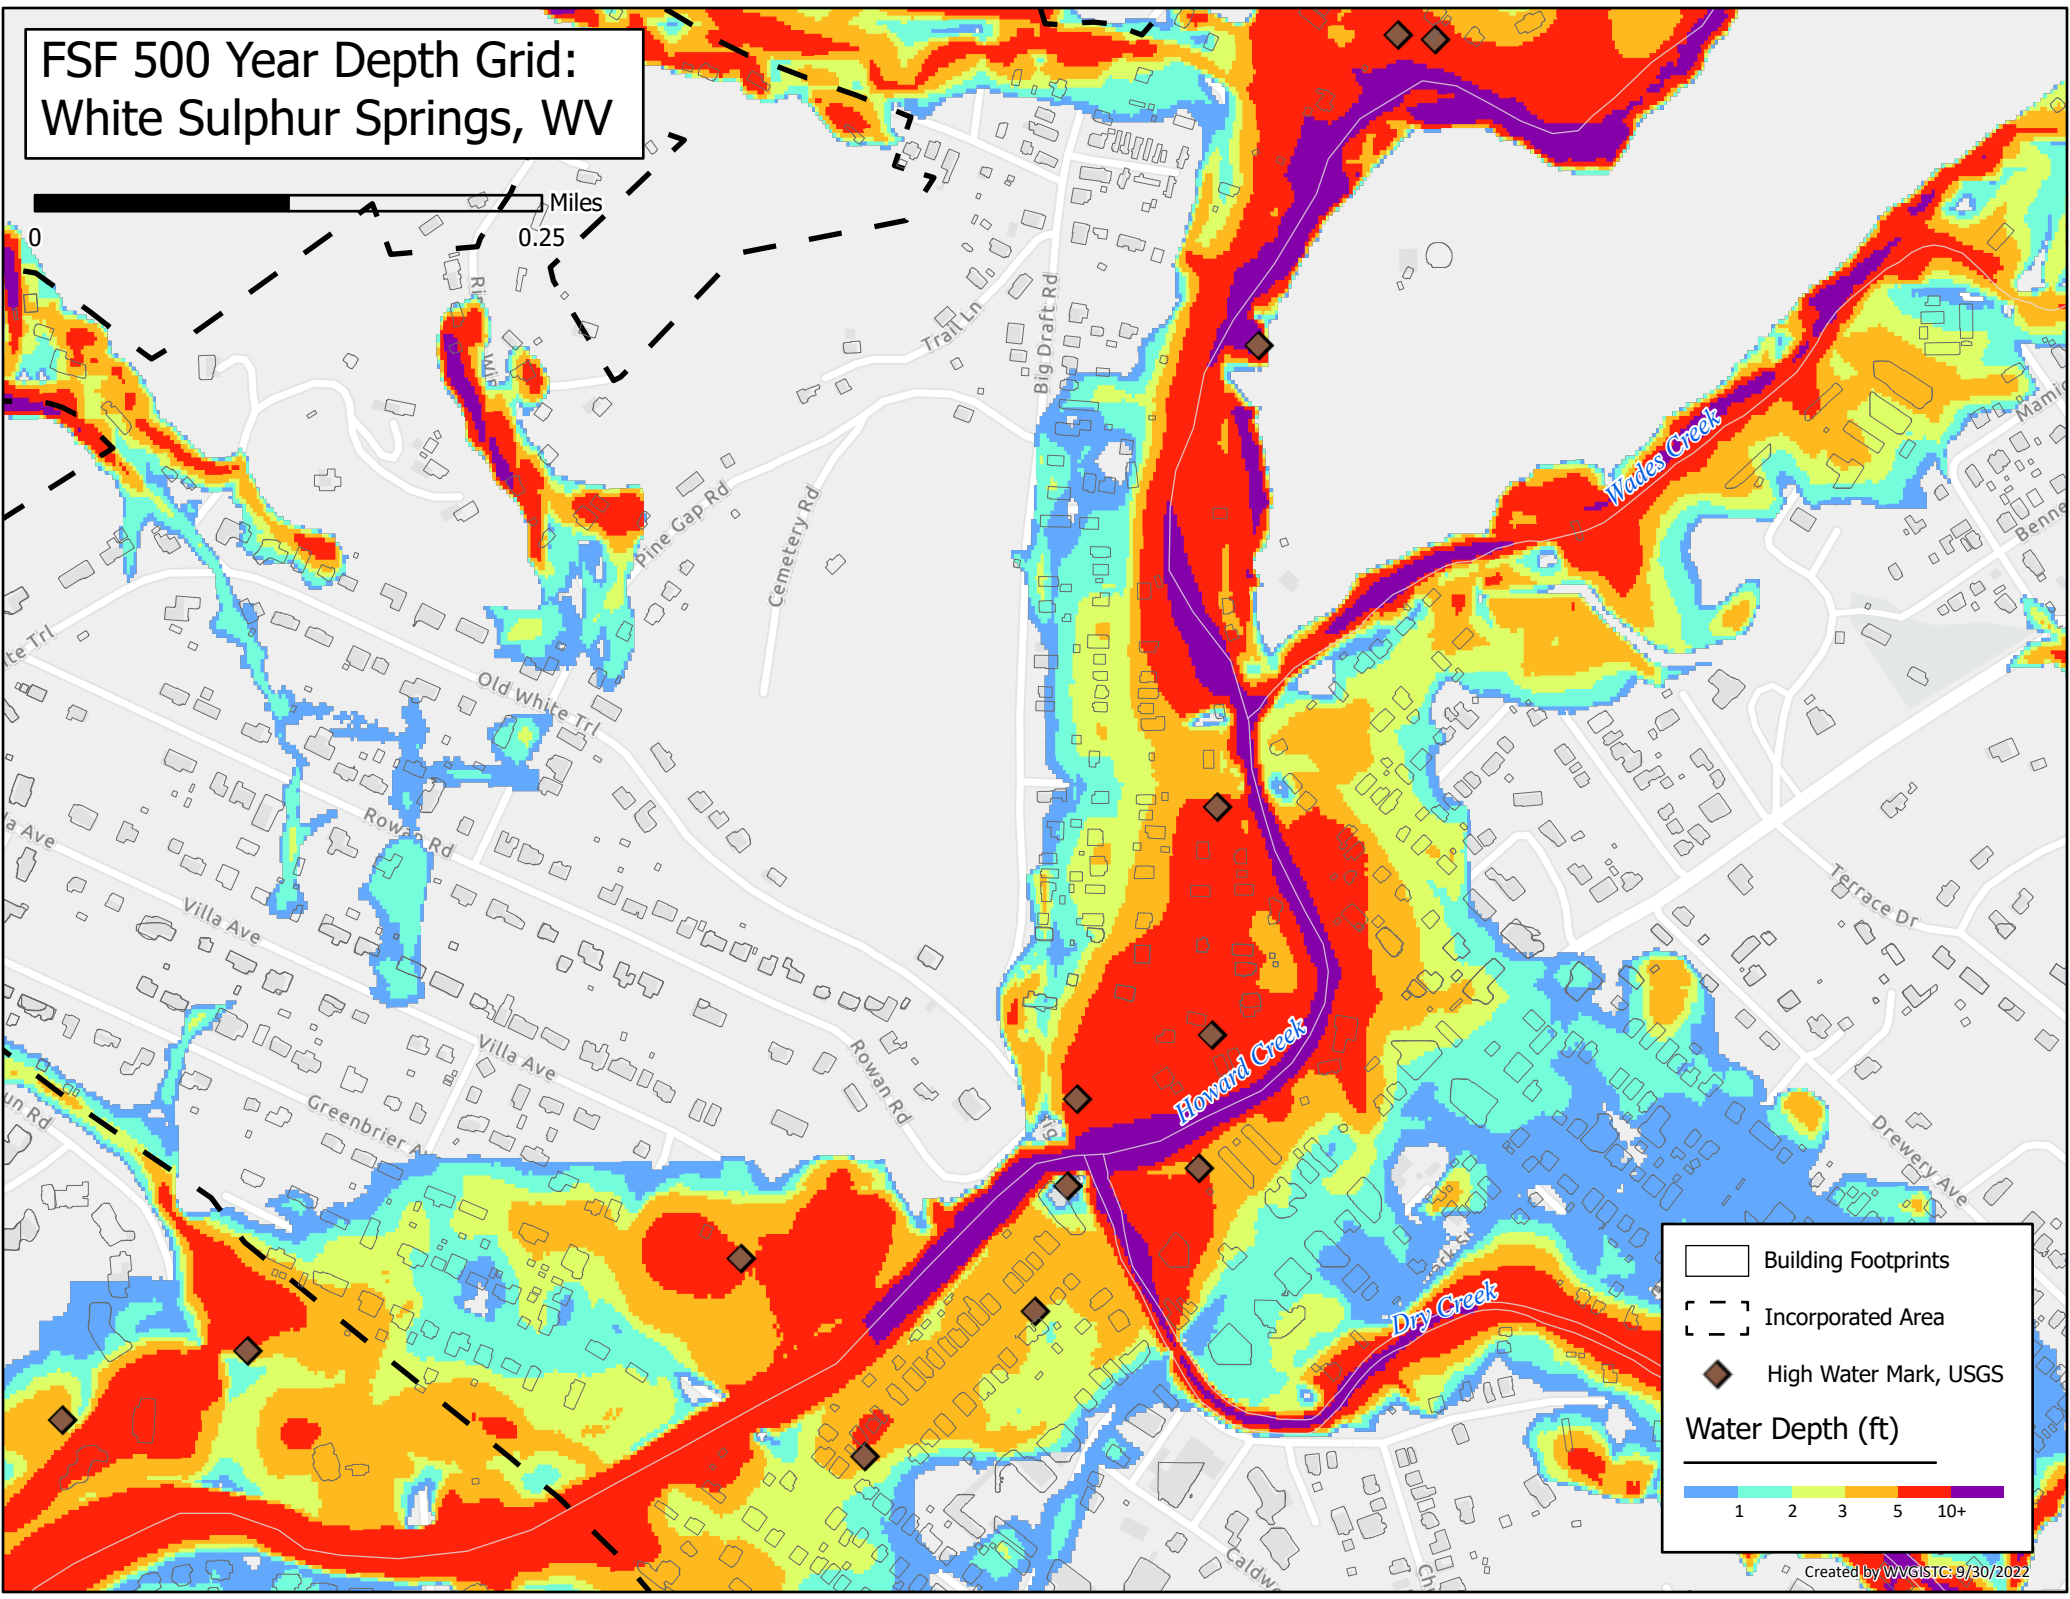 FSF 500 Year Depth Grid:
White Sulphur Springs, WV
Miles
0
0.25
Big Draft Rd
Trail Ln
Pine Gap Rd
Cemetery Rd
Wades Creek
Old White Trl
Rowan Rd
Villa Ave
Terrace Dr
Howard Creek
Villa Ave
Rowan Rd
Greenbrier
Drewery Ave
Dry Creek
Building Footprints
Incorporated Area
High Water Mark, USGS
Water Depth (ft)
1
2
3
5
10+
Created by WVGISTC: 9/30/2022